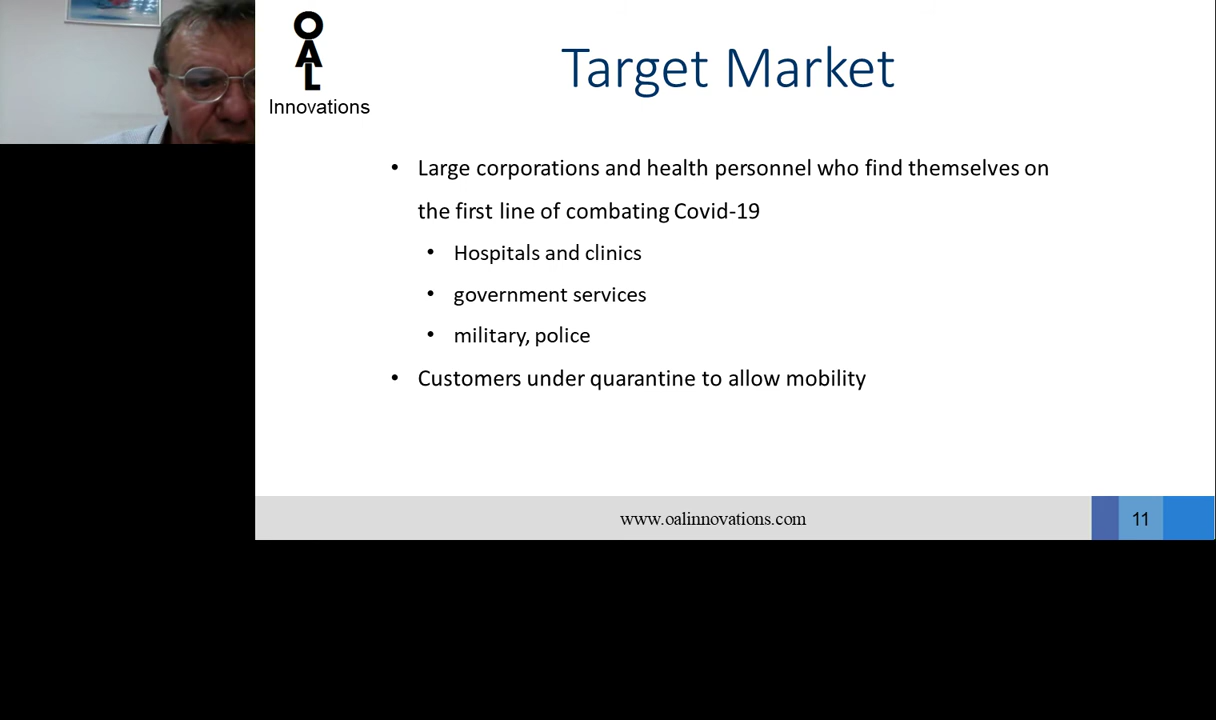 O
A
L
Innovations
Target Market
• Large corporations and health personnel who find themselves on
the first line of combating Covid-19
• Hospitals and clinics
• government services
• military, police
• Customers under quarantine to allow mobility
www.oalinnovations.com
11